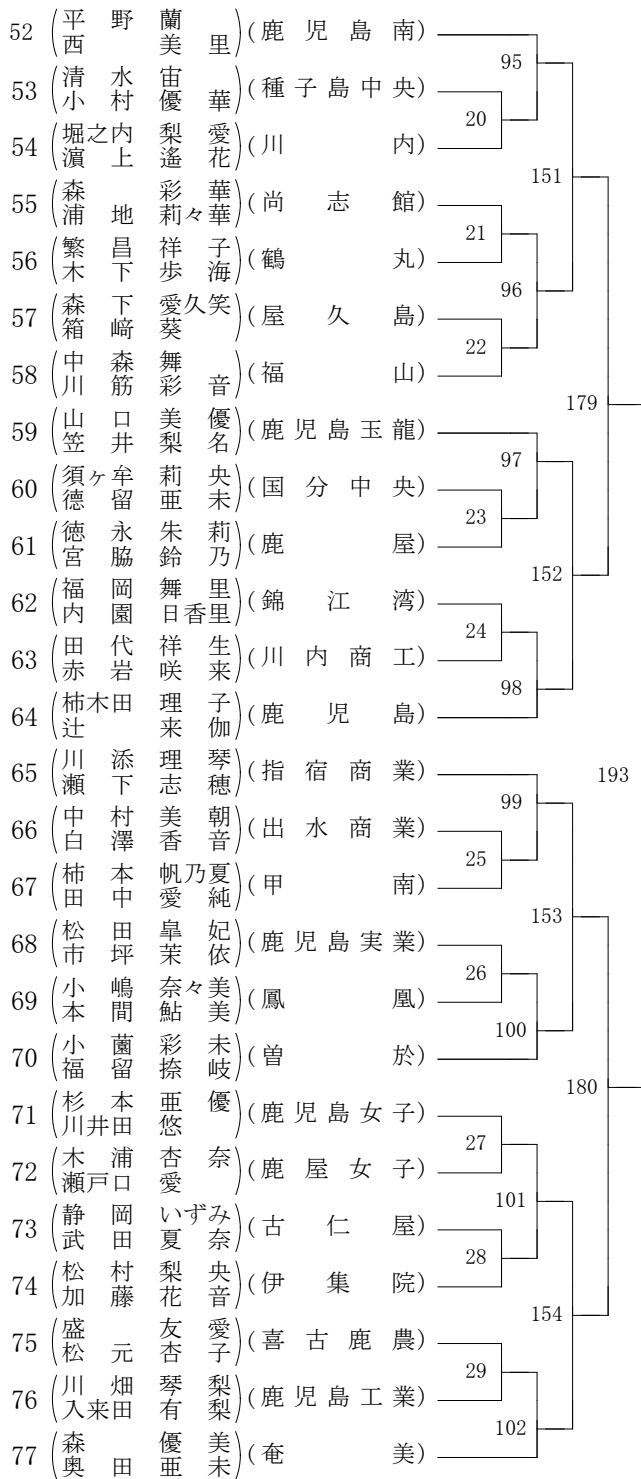 52 (平野蘭 西美里)(鹿児島南)
95
53 (清水宙 小村優華)(種子島中央)
20
54 (堀之内梨愛 濵上遙花)(川内)
151
55 (森彩華 浦地莉々華)(尚志館)
21
56 (繁昌祥子 木下歩海)(鶴丸)
96
57 (森下愛久笑 箱﨑葵)(屋久島)
22
58 (中森舞 川筋彩音)(福山)
179
59 (山口美優 笠井梨名)(鹿児島玉龍)
97
60 (須ヶ牟莉央 德留亜未)(国分中央)
23
61 (徳永朱莉 宮脇鈴乃)(鹿屋)
152
62 (福岡舞里 内園日香里)(錦江湾)
24
63 (田代祥生 赤岩咲来)(川内商工)
98
64 (柿木田理子 辻来伽)(鹿児島)
65 (川添理琴 瀬下志穂)(指宿商業)
193
99
66 (中村美朝 白澤香音)(出水商業)
25
67 (柿本帆乃夏 田中愛純)(甲南)
153
68 (松田皐妃 市坪茉依)(鹿児島実業)
26
69 (小嶋奈々美 本間鮎美)(鳳凰)
100
70 (小薗彩未 福留捺岐)(曽於)
180
71 (杉本亜優 川井田悠)(鹿児島女子)
27
72 (木浦杏奈 瀬戸口愛)(鹿屋女子)
101
73 (静岡いずみ 武田夏奈)(古仁屋)
28
74 (松村梨央 加藤花音)(伊集院)
154
75 (盛友愛 松元杏子)(喜古鹿農)
29
76 (川畑琴梨 入来田有梨)(鹿児島工業)
102
77 (森優美 奥田亜未)(奄美)